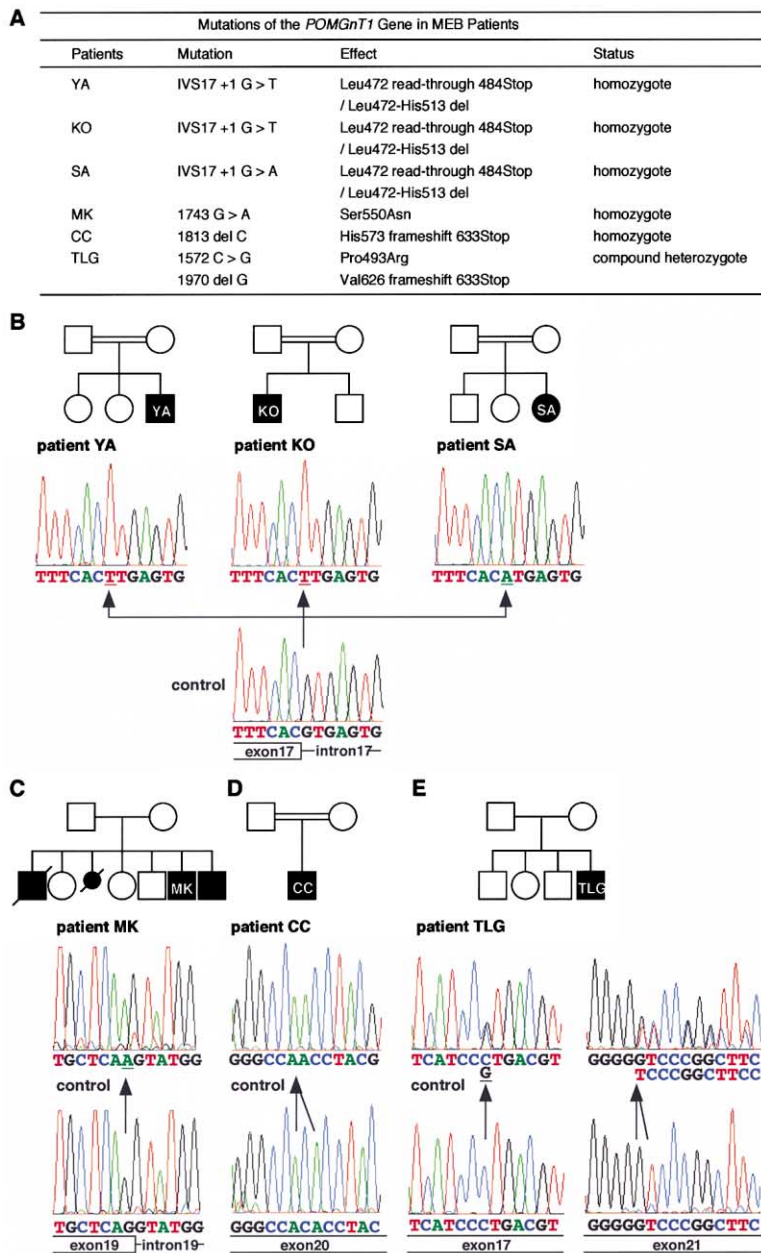 A
Mutations of the POMGnT1 Gene in MEB Patients
Patients Mutation Effect Status
YA IVS17 +1 G > T Leu472 read-through 484Stop homozygote
/ Leu472-His513 del
KO IVS17 +1 G > T Leu472 read-through 484Stop homozygote
/ Leu472-His513 del
SA IVS17 +1 G > A Leu472 read-through 484Stop homozygote
/ Leu472-His513 del
MK 1743 G > A Ser550Asn homozygote
CC 1813 del C His573 frameshift 633Stop homozygote
TLG 1572 C > G Pro493Arg compound heterozygote
1970 del G Val626 frameshift 633Stop
B
YA KO SA
patient YA patient KO patient SA
TTTCACTTGAGTG TTTCACTTGAGTG TTTCACATGAGTG
control
TTTCACGTGAGTG
exon17 intron17
C D E
MK CC TLG
patient MK patient CC patient TLG
TGCTCAAGTATGG GGGCCAACCTACG TCATCCCTGACGT GGGGGTCCCGGCTTC
G TCCCGGCTTCC
control control control
TGCTCAGGTATGG GGGCCACACCTAC TCATCCCTGACGT GGGGGTCCCGGCTTC
exon19 intron19 exon20 exon17 exon21